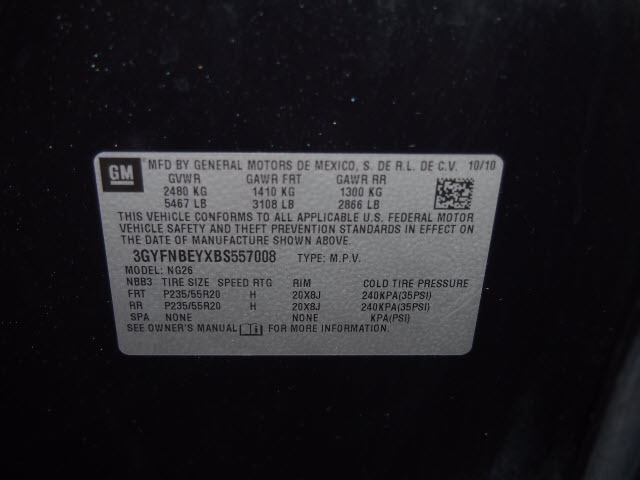 GM MFD BY GENERAL MOTORS DE MEXICO, S. DE R.L. DE C.V. 10/10
GVWR GAWR FRT GAWR RR
2480 KG 1410 KG 1300 KG
5467 LB 3108 LB 2866 LB
THIS VEHICLE CONFORMS TO ALL APPLICABLE U.S. FEDERAL MOTOR
VEHICLE SAFETY AND THEFT PREVENTION STANDARDS IN EFFECT ON
THE DATE OF MANUFACTURE SHOWN ABOVE.
3GYFNBEYXBS557008 TYPE: M.P.V.
MODEL: NG26
NBB3 TIRE SIZE SPEED RTG RIM COLD TIRE PRESSURE
FRT P235/55R20 H 20X8J 240KPA(35PSI)
RR P235/55R20 H 20X8J 240KPA(35PSI)
SPA NONE NONE KPA(PSI)
SEE OWNER'S MANUAL FOR MORE INFORMATION.